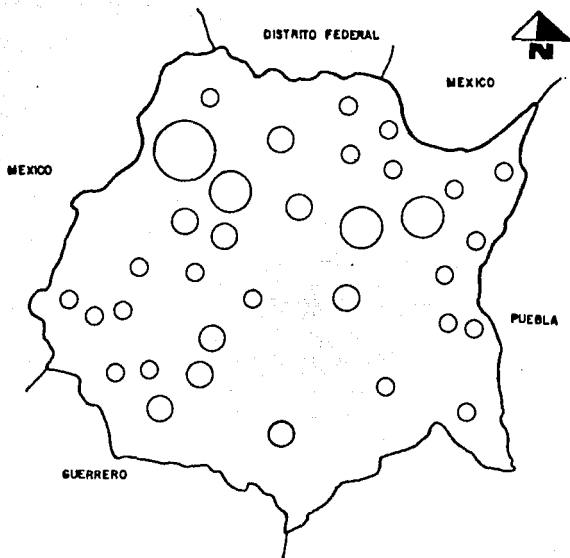 DISTRITO FEDERAL
N
MEXICO
MEXICO
PUEBLA
GUERRERO